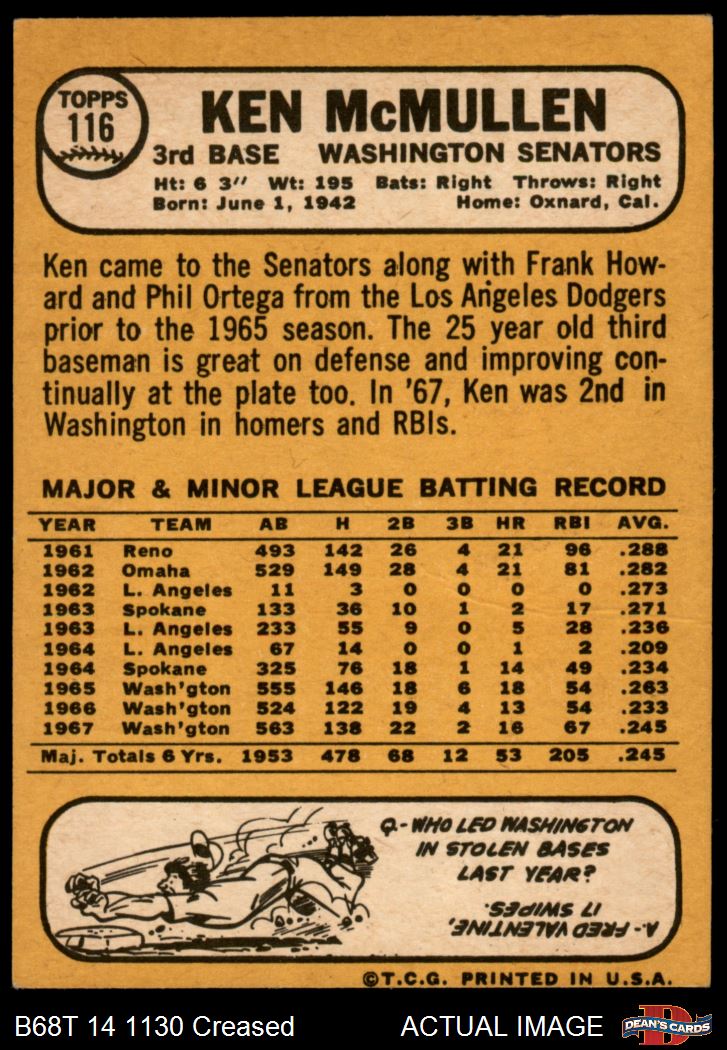 TOPPS
116
KEN McMULLEN
3rd BASE WASHINGTON SENATORS
Ht: 6 3" Wt: 195 Bats: Right Throws: Right
Born: June 1, 1942 Home: Oxnard, Cal.
Ken came to the Senators along with Frank How-
ard and Phil Ortega from the Los Angeles Dodgers
prior to the 1965 season. The 25 year old third
baseman is great on defense and improving con-
tinually at the plate too. In '67, Ken was 2nd in
Washington in homers and RBIs.
MAJOR & MINOR LEAGUE BATTING RECORD
YEAR TEAM AB H 2B 3B HR RBI AVG.
1961 Reno 493 142 26 4 21 96 .288
1962 Omaha 529 149 28 4 21 81 .282
1962 L. Angeles 11 3 0 0 0 0 .273
1963 Spokane 133 36 10 1 2 17 .271
1963 L. Angeles 233 55 9 0 5 28 .236
1964 L. Angeles 67 14 0 0 1 2 .209
1964 Spokane 325 76 18 1 14 49 .234
1965 Wash'gton 555 146 18 6 18 54 .263
1966 Wash'gton 524 122 19 4 13 54 .233
1967 Wash'gton 563 138 22 2 16 67 .245
Maj. Totals 6 Yrs. 1953 478 68 12 53 205 .245
Q-WHO LED WASHINGTON
IN STOLEN BASES
LAST YEAR?
A-FRED VALENTINE,
17 SWIPES.
©T.C.G. PRINTED IN U.S.A.
B68T 14 1130 Creased ACTUAL IMAGE
DEAN'S CARDS